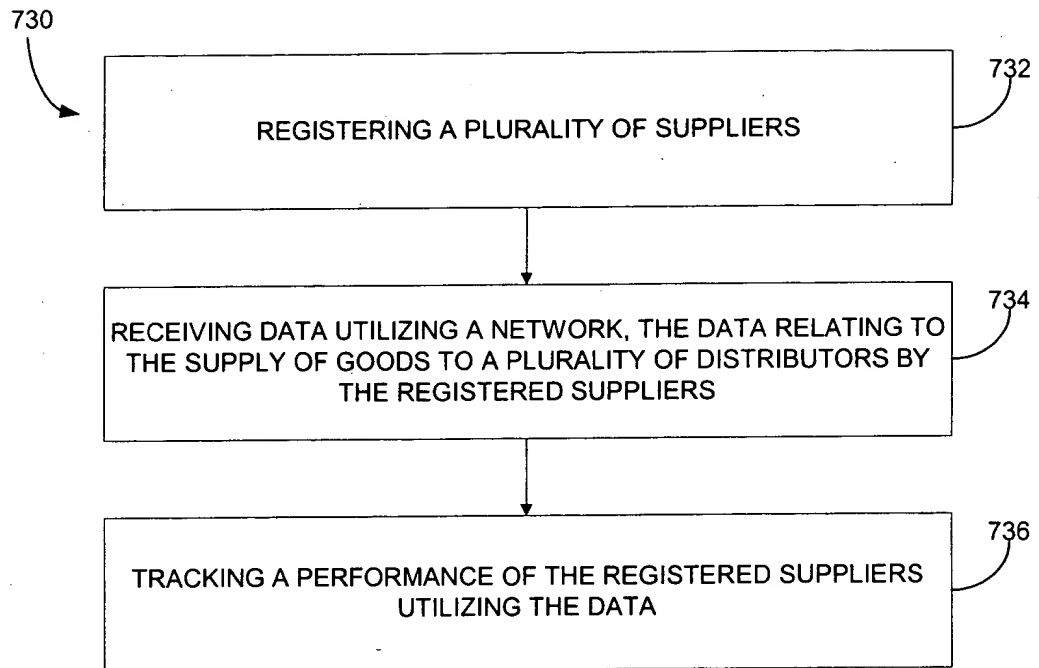 730
732
REGISTERING A PLURALITY OF SUPPLIERS
734
RECEIVING DATA UTILIZING A NETWORK, THE DATA RELATING TO
THE SUPPLY OF GOODS TO A PLURALITY OF DISTRIBUTORS BY
THE REGISTERED SUPPLIERS
736
TRACKING A PERFORMANCE OF THE REGISTERED SUPPLIERS
UTILIZING THE DATA